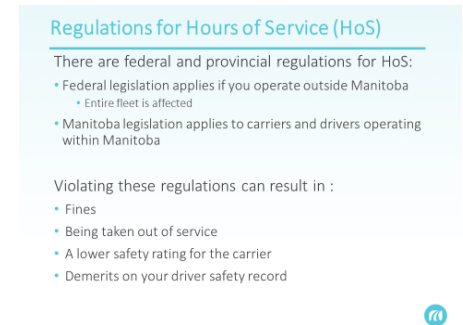 Regulations for Hours of Service (HoS)
There are federal and provincial regulations for HoS:
• Federal legislation applies if you operate outside Manitoba
• Entire fleet is affected
• Manitoba legislation applies to carriers and drivers operating
within Manitoba
Violating these regulations can result in :
• Fines
• Being taken out of service
• A lower safety rating for the carrier
• Demerits on your driver safety record